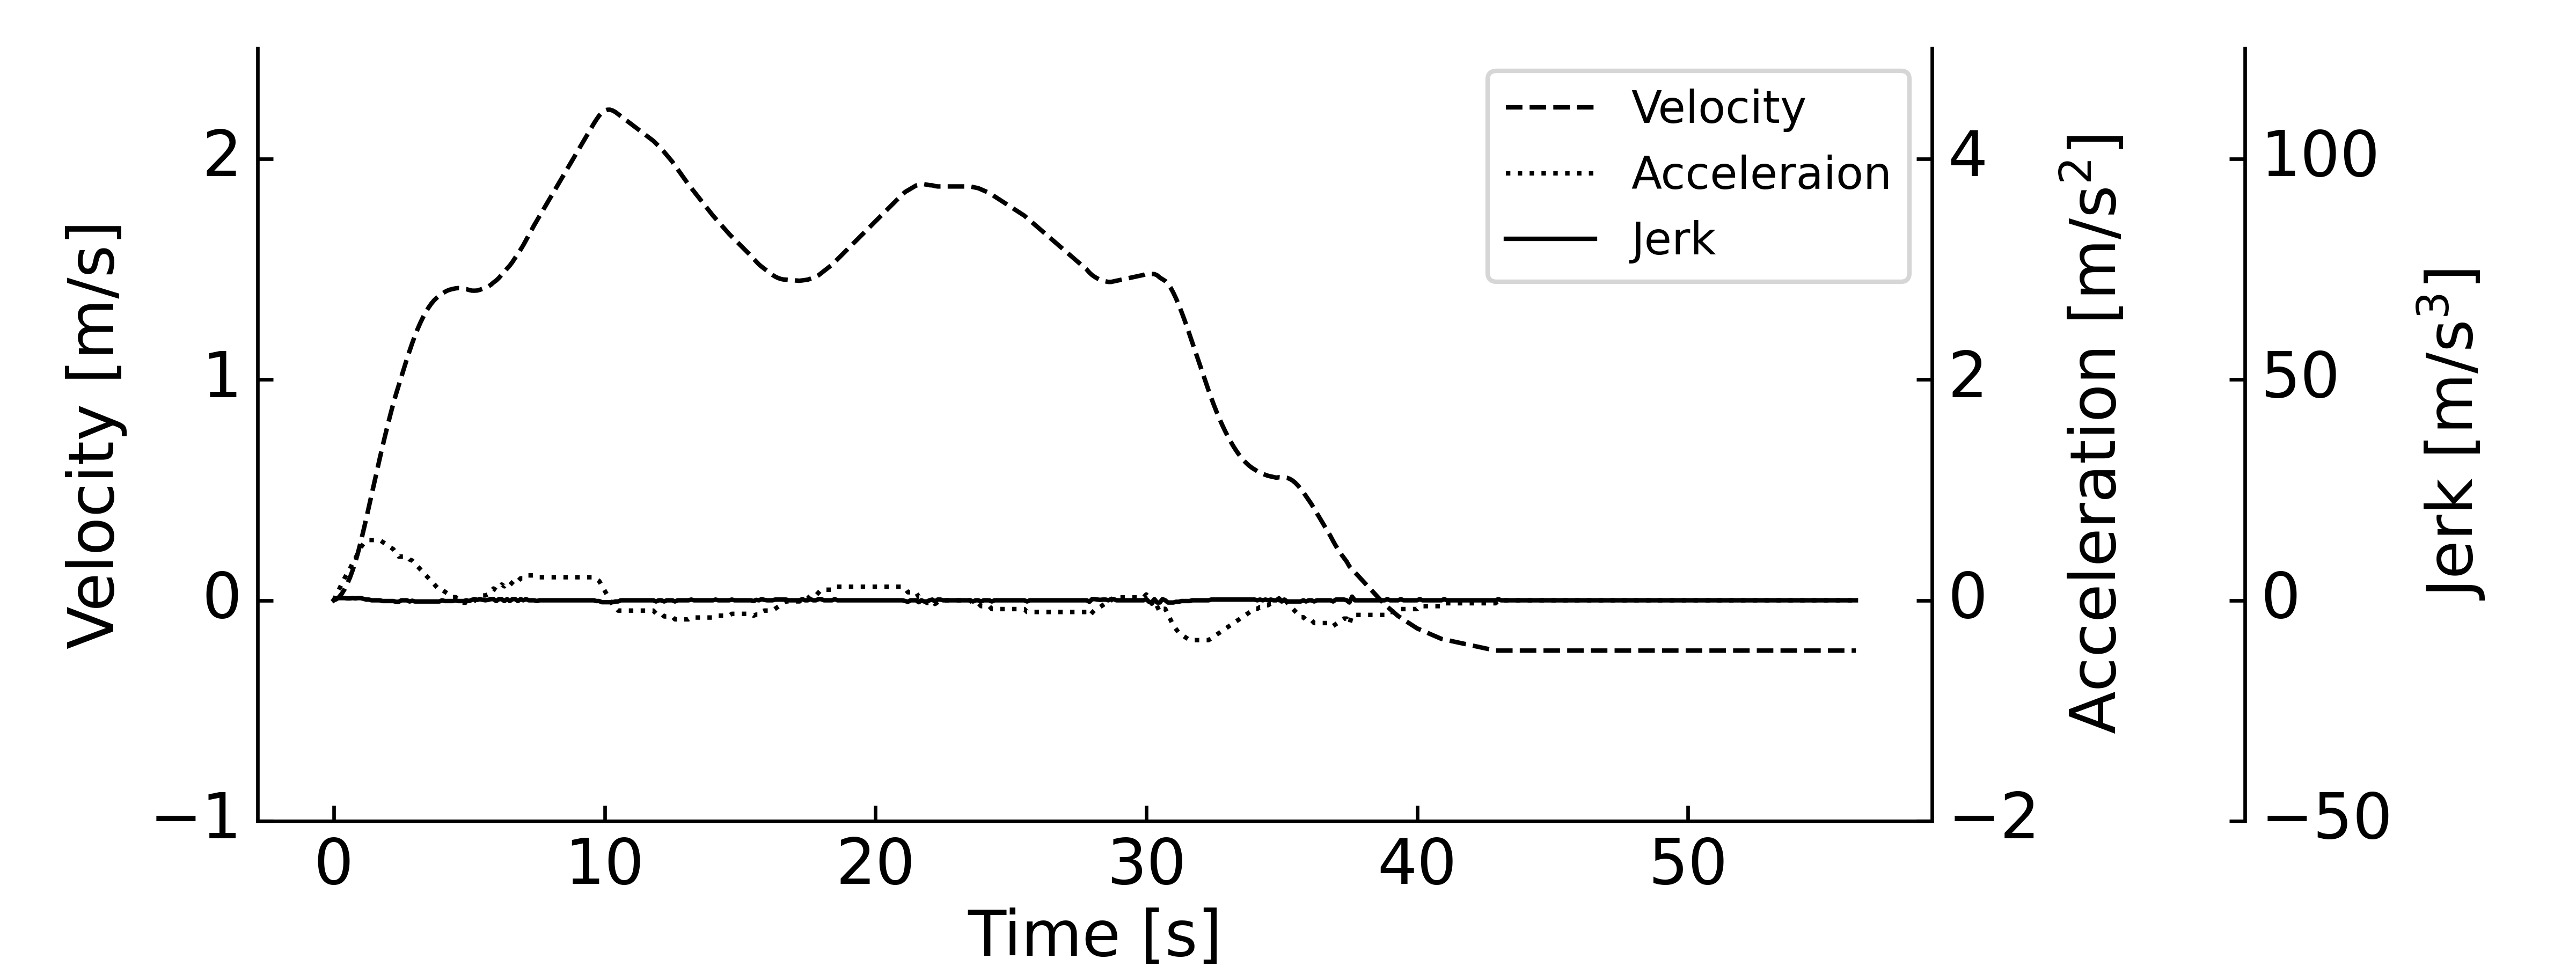 Velocity [m/s]
2
1
0
−1
0 10 20 30 40 50
Time [s]
Velocity
Acceleraion
Jerk
4
2
0
−2
Acceleration [m/s²]
100
50
0
−50
Jerk [m/s³]